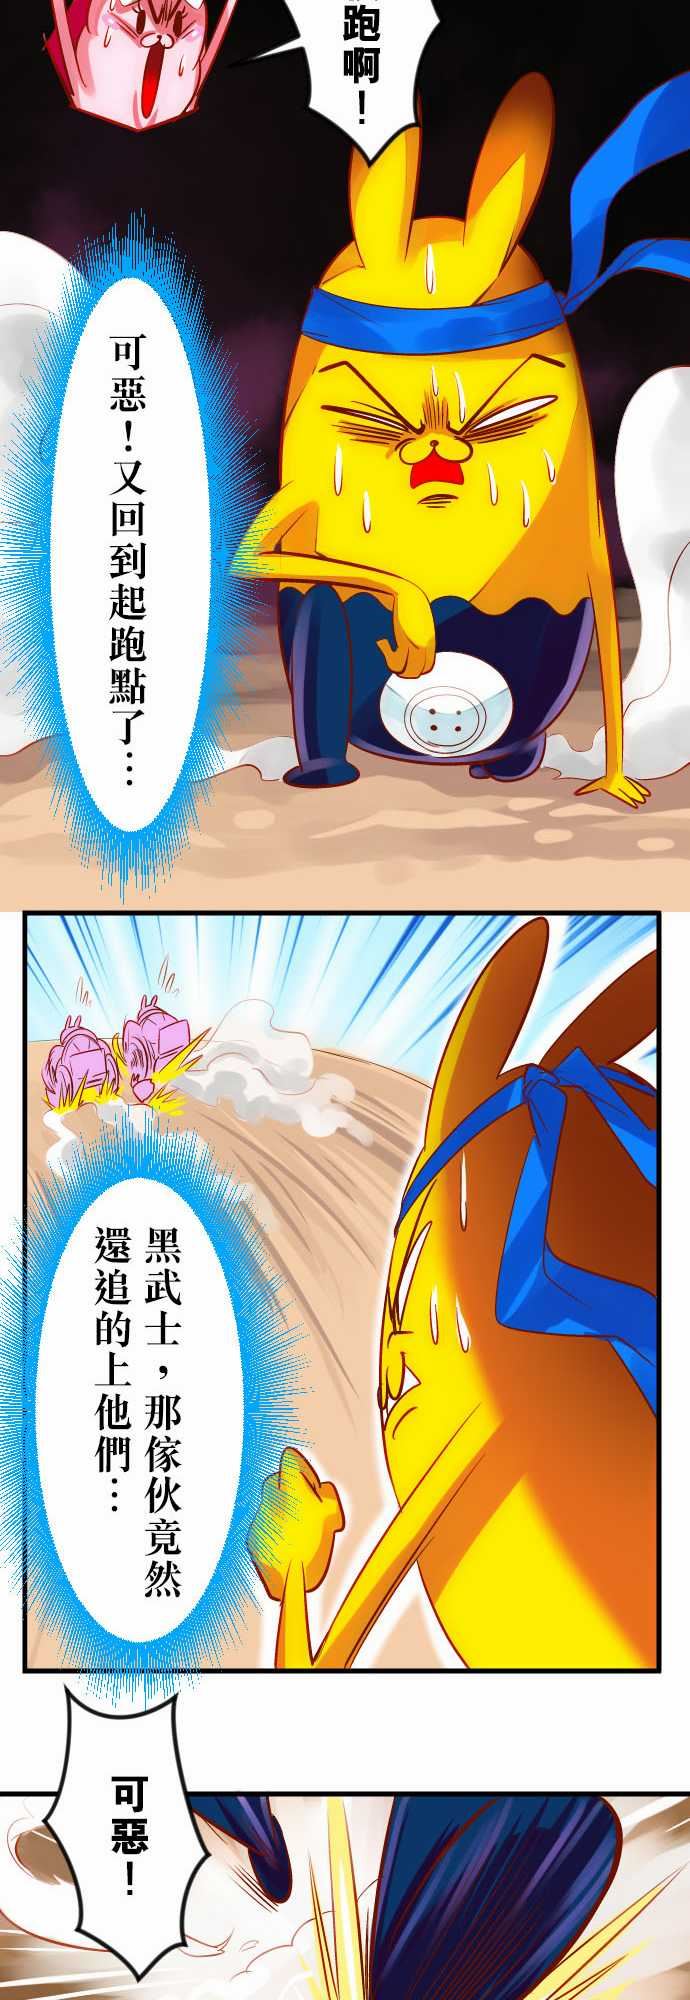 跑啊！
可惡！又回到起跑點了…
黑武士，那傢伙竟然
還追的上他們…
可惡！